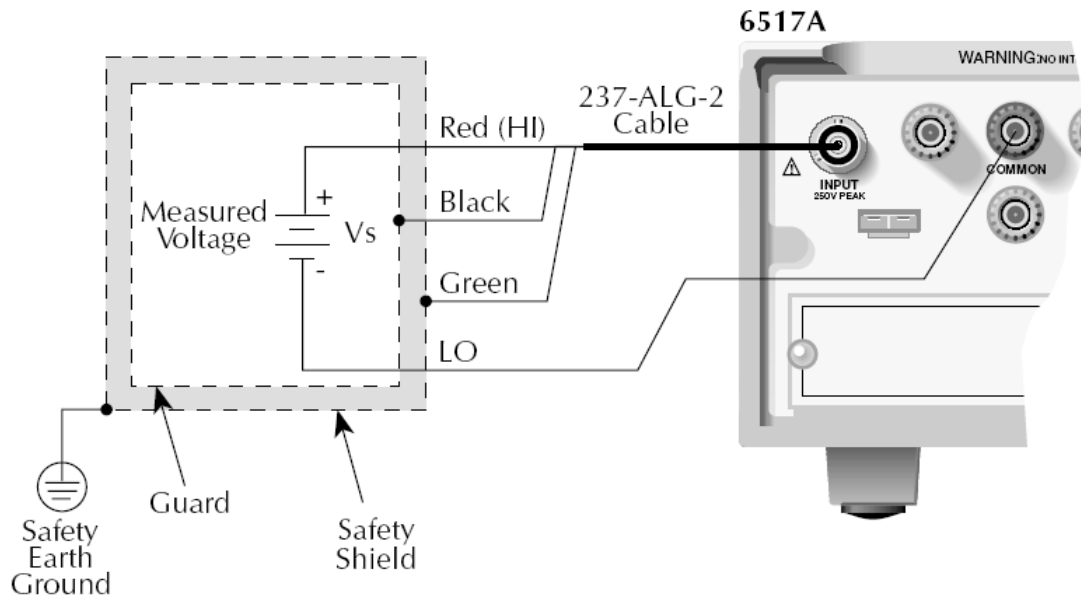 6517A
WARNING:NO INT
237-ALG-2
Cable
Red (HI)
INPUT
250V PEAK
COMMON
Measured
Voltage
+
Vs
-
Black
Green
LO
Guard
Safety
Shield
Safety
Earth
Ground